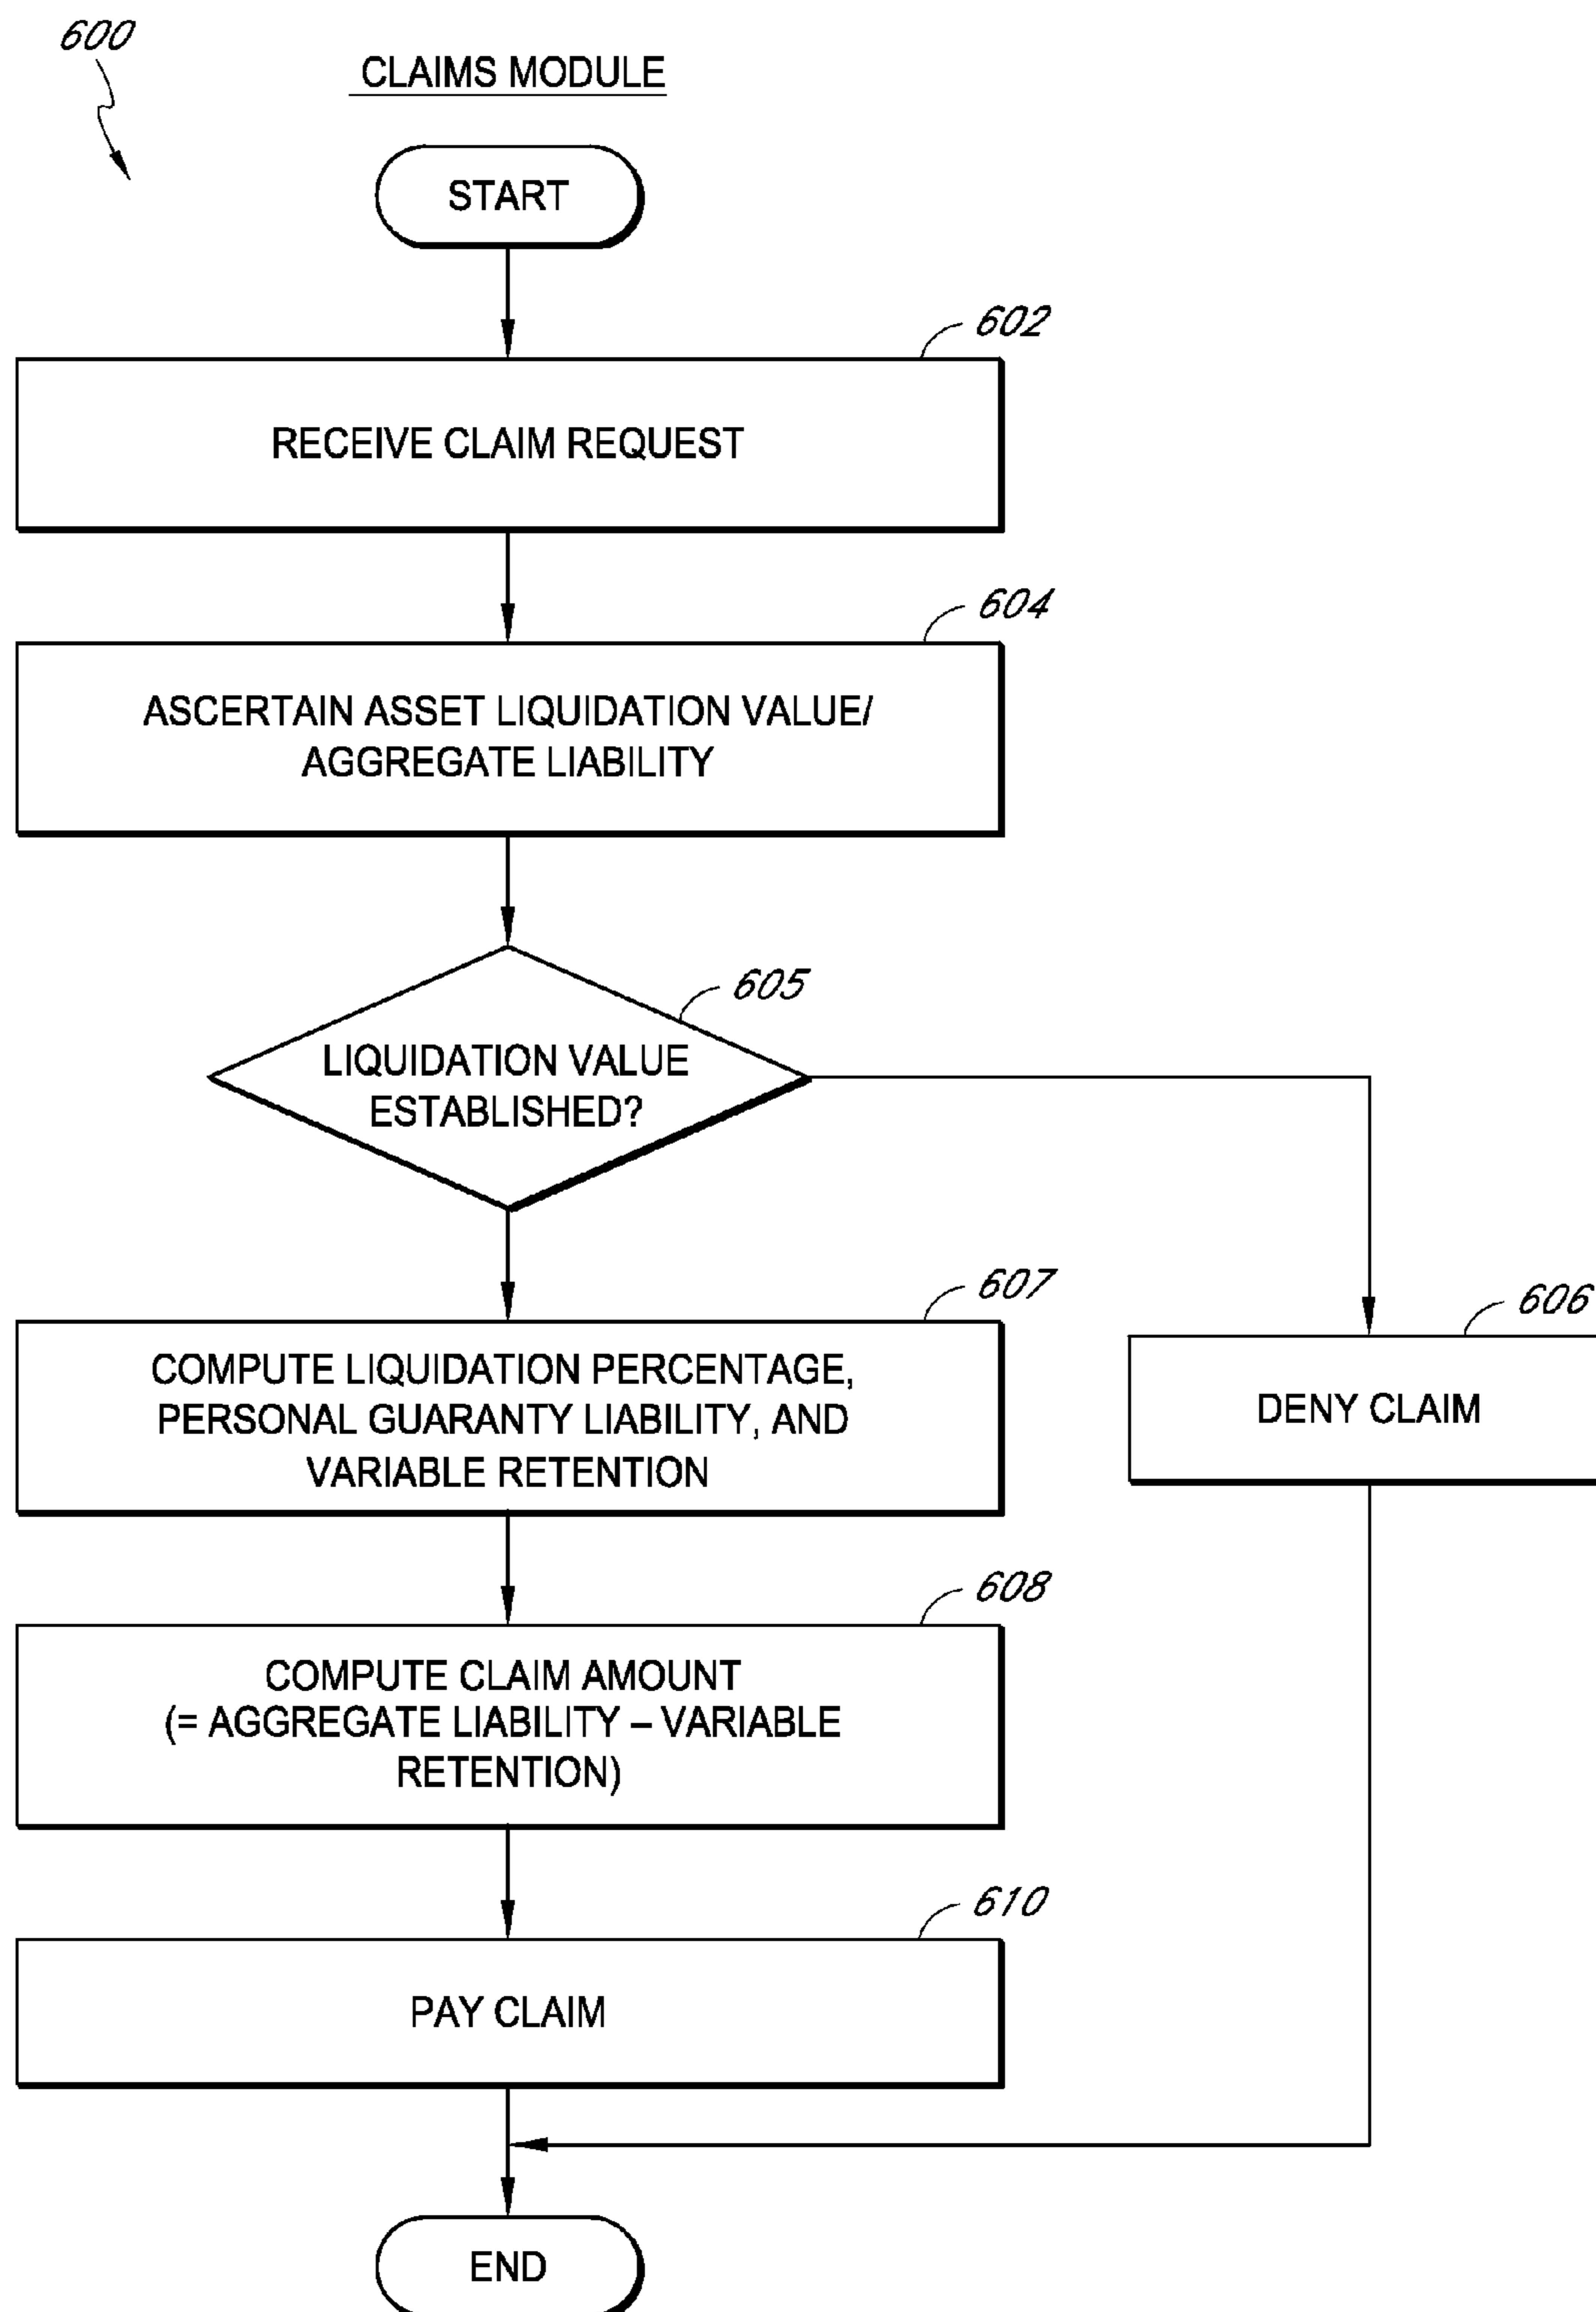 600
CLAIMS MODULE
START
602
RECEIVE CLAIM REQUEST
604
ASCERTAIN ASSET LIQUIDATION VALUE/
AGGREGATE LIABILITY
605
LIQUIDATION VALUE
ESTABLISHED?
607
COMPUTE LIQUIDATION PERCENTAGE,
PERSONAL GUARANTY LIABILITY, AND
VARIABLE RETENTION
606
DENY CLAIM
608
COMPUTE CLAIM AMOUNT
(= AGGREGATE LIABILITY – VARIABLE
RETENTION)
610
PAY CLAIM
END